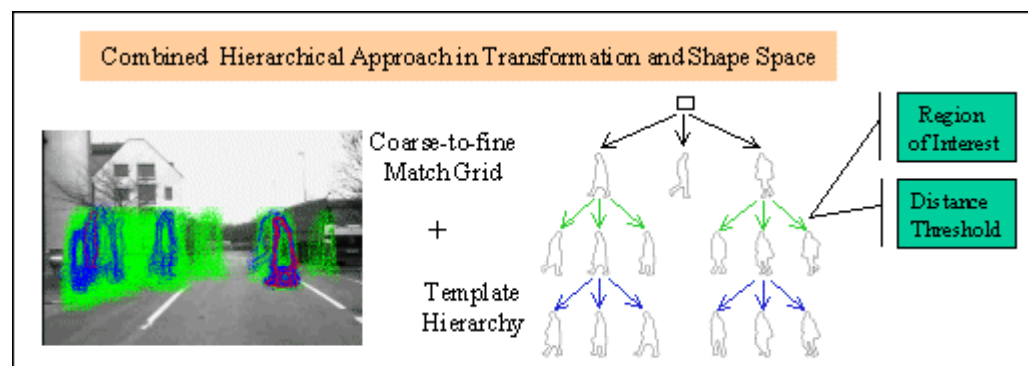 Combined Hierarchical Approach in Transformation and Shape Space
Coarse-to-fine
Match Grid
+
Template
Hierarchy
Region
of Interest
Distance
Threshold